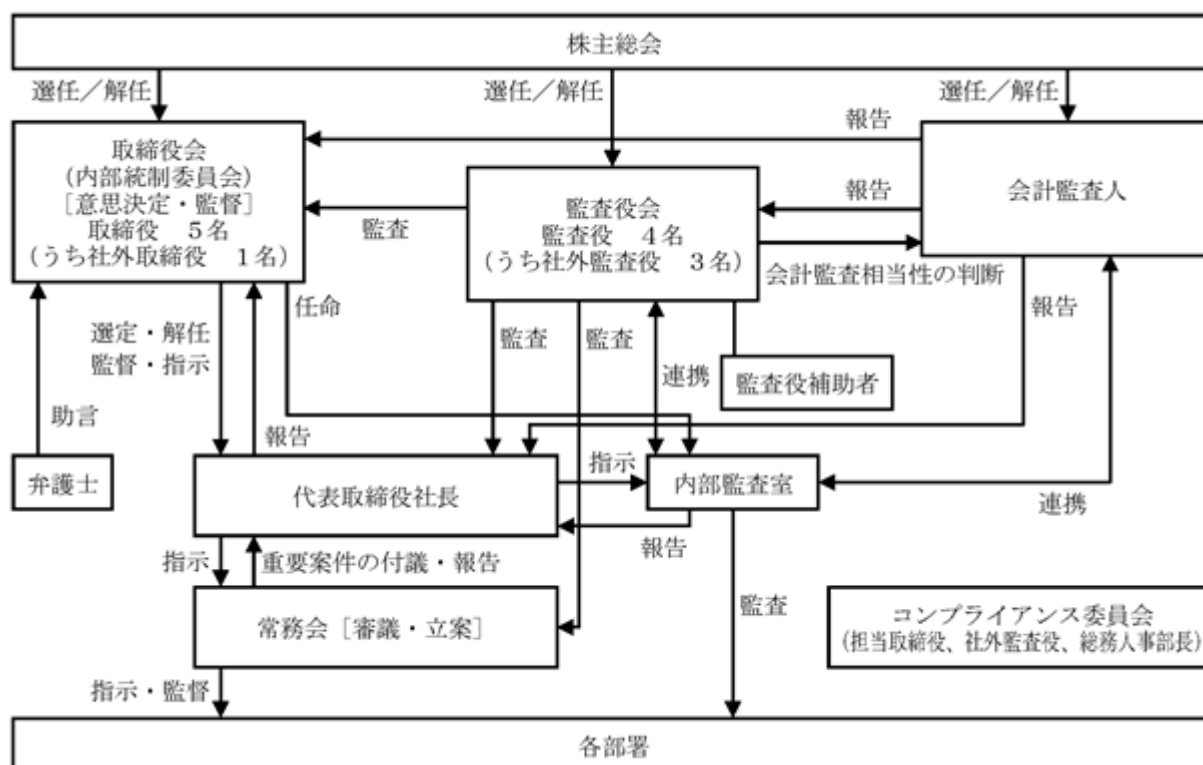 株主総会
選任／解任
選任／解任
選任／解任
取締役会
(内部統制委員会)
［意思決定・監督］
取締役　５名
(うち社外取締役　１名)
報告
会計監査人
監査役会
監査役　４名
(うち社外監査役　３名)
監査
報告
会計監査相当性の判断
選定・解任
監督・指示
任命
監査
監査
連携
監査役補助者
報告
助言
報告
弁護士
代表取締役社長
指示
内部監査室
連携
報告
指示
重要案件の付議・報告
常務会［審議・立案］
監査
コンプライアンス委員会
(担当取締役、社外監査役、総務人事部長)
指示・監督
各部署